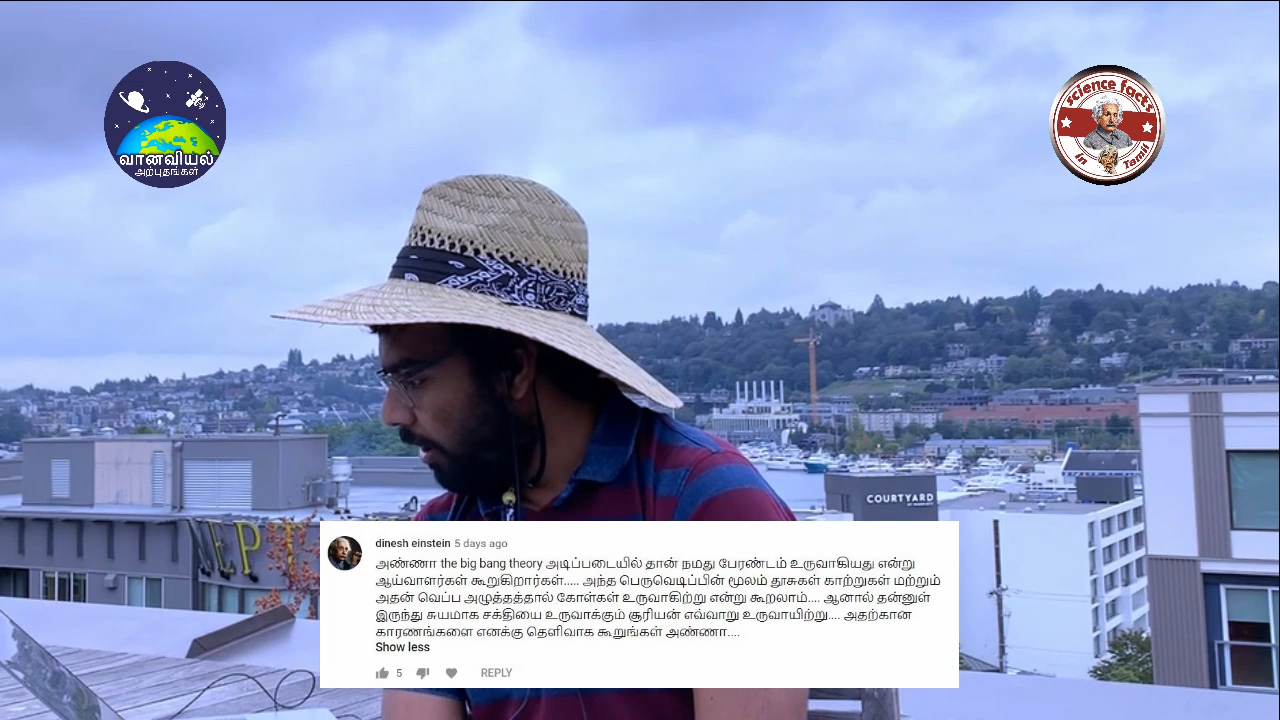 வானவியல்
அற்புதங்கள்
science facts
in Tamil
COURTYARD
dinesh einstein 5 days ago
அண்ணா the big bang theory அடிப்படையில் தான் நமது பேரண்டம் உருவாகியது என்று
ஆய்வாளர்கள் கூறுகிறார்கள்..... அந்த பெருவெடிப்பின் மூலம் தூசுகள் காற்றுகள் மற்றும்
அதன் வெப்ப அழுத்தத்தால் கோள்கள் உருவாகிற்று என்று கூறலாம்.... ஆனால் தன்னுள்
இருந்து சுயமாக சக்தியை உருவாக்கும் சூரியன் எவ்வாறு உருவாயிற்று.... அதற்கான
காரணங்களை எனக்கு தெளிவாக கூறுங்கள் அண்ணா....
Show less
5 REPLY